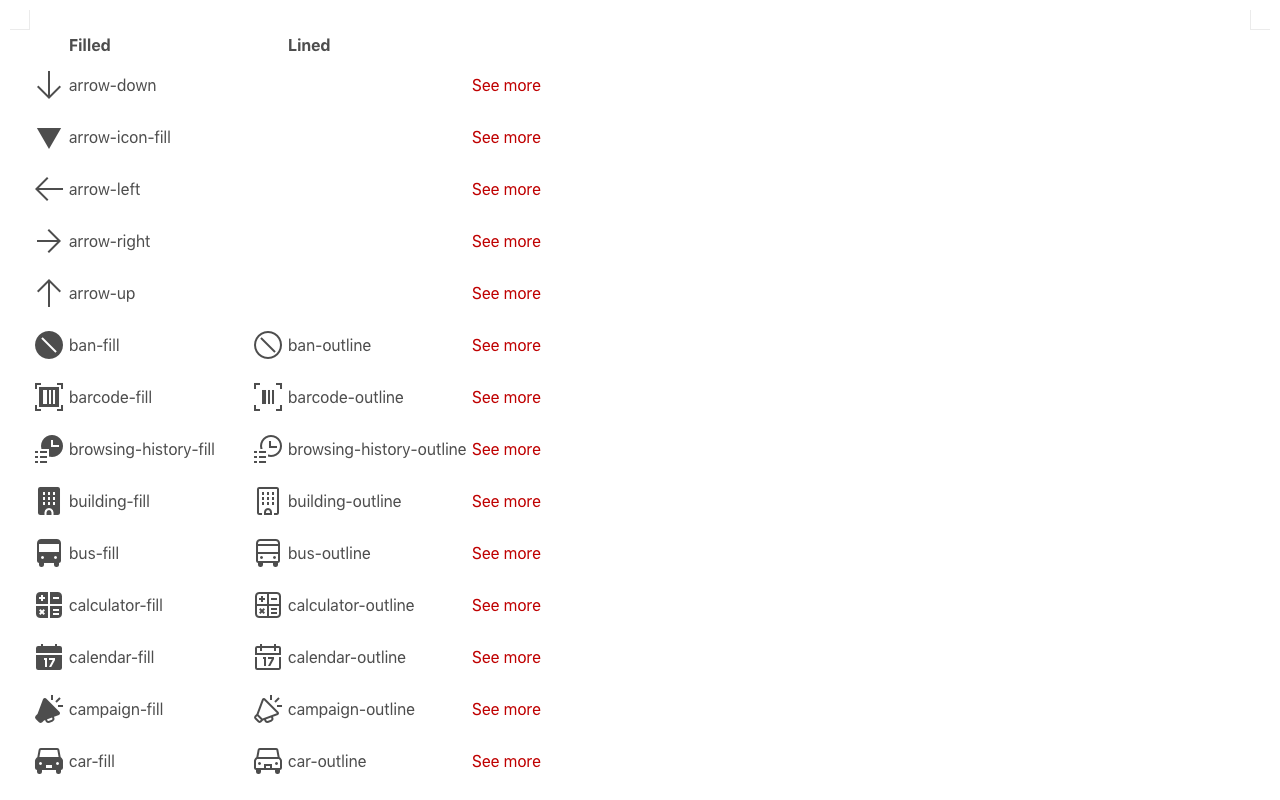 Filled Lined
arrow-down See more
arrow-icon-fill See more
arrow-left See more
arrow-right See more
arrow-up See more
ban-fill ban-outline See more
barcode-fill barcode-outline See more
browsing-history-fill browsing-history-outline See more
building-fill building-outline See more
bus-fill bus-outline See more
calculator-fill calculator-outline See more
17 calendar-fill 17 calendar-outline See more
campaign-fill campaign-outline See more
car-fill car-outline See more